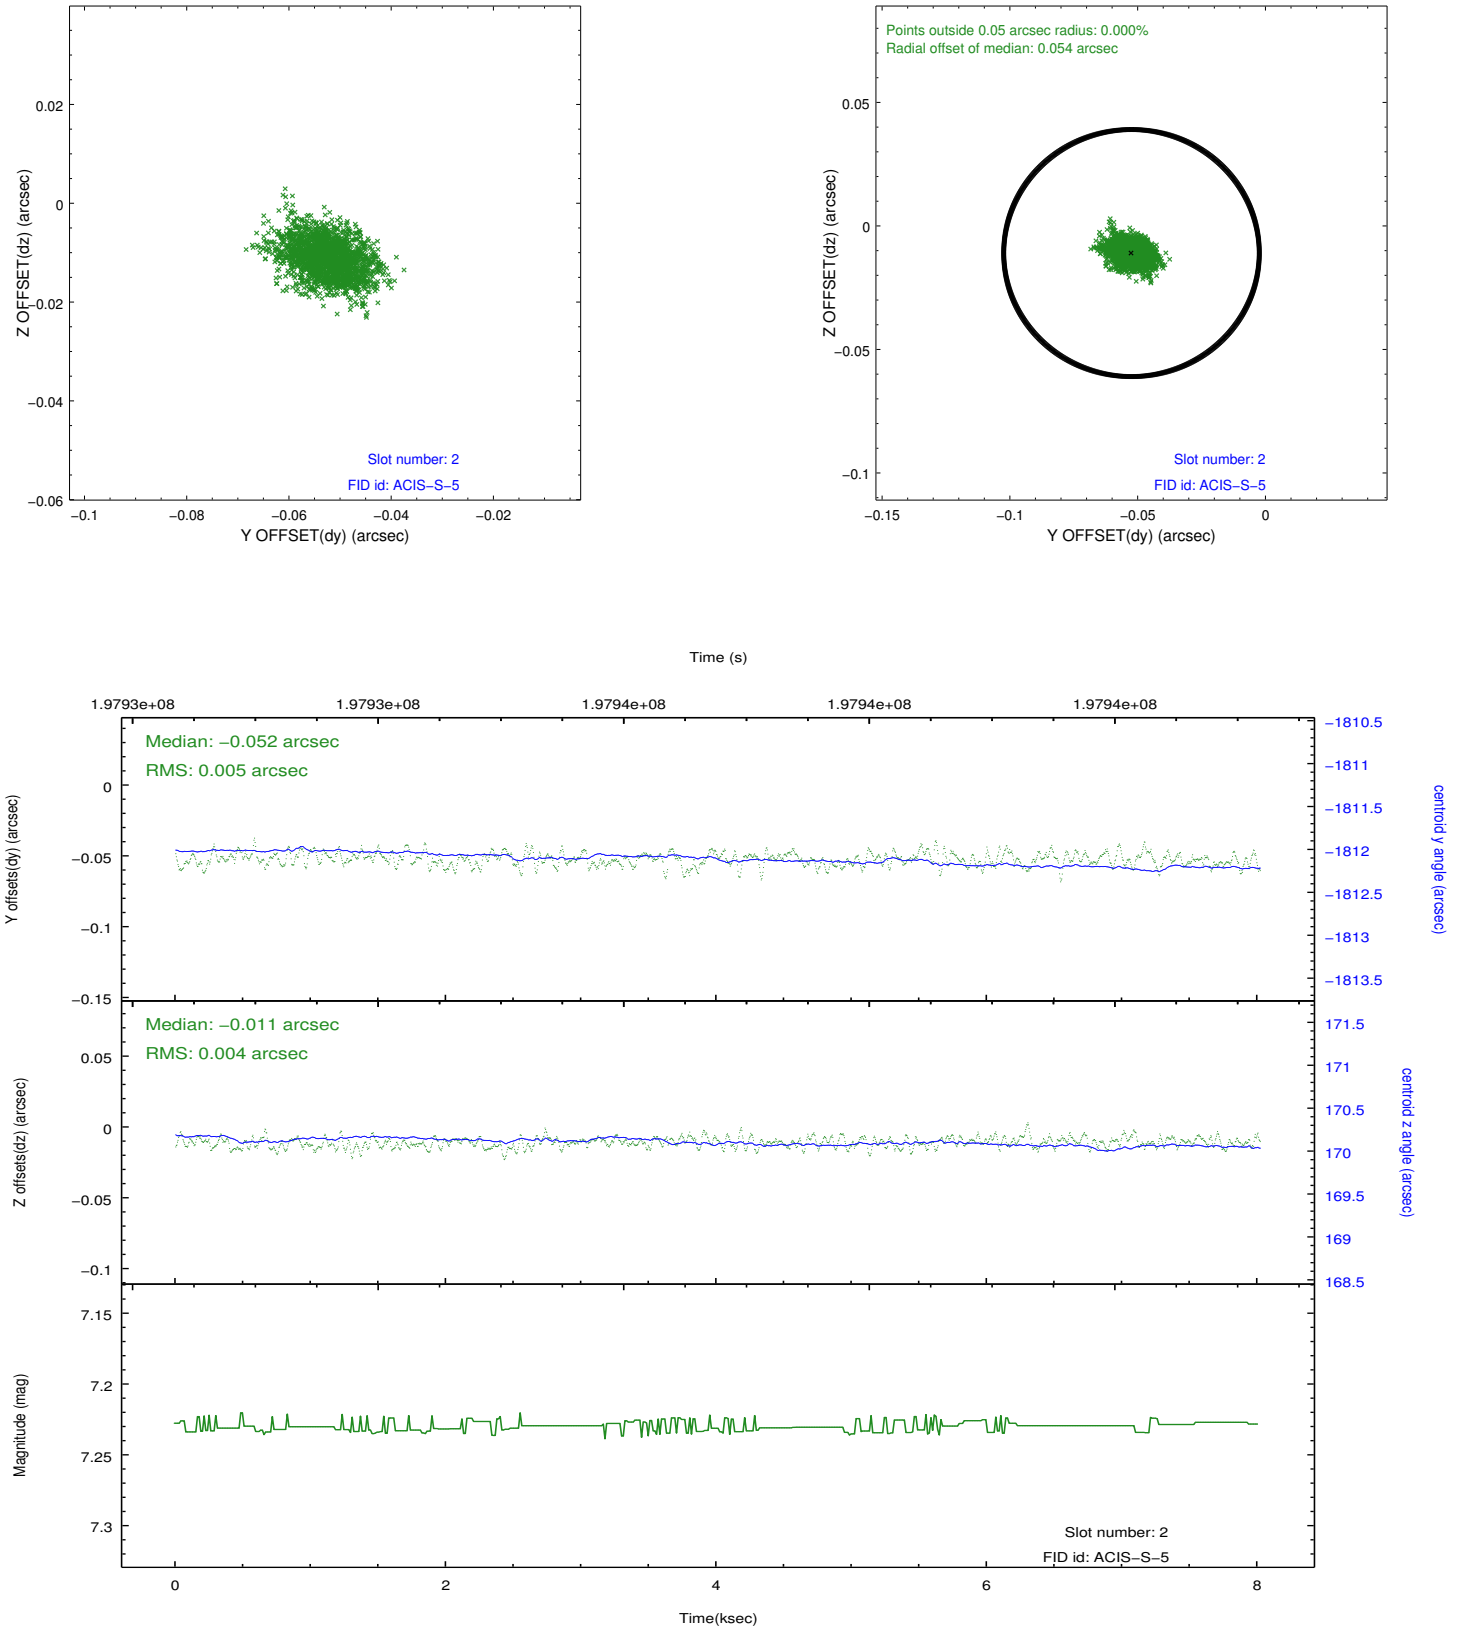 0.02
0
−0.02
−0.04
−0.06
Z OFFSET(dz) (arcsec)
Slot number: 2
FID id: ACIS−S−5
−0.1
−0.08
−0.06
−0.04
−0.02
Y OFFSET(dy) (arcsec)
Points outside 0.05 arcsec radius: 0.000%
Radial offset of median: 0.054 arcsec
0.05
0
−0.05
−0.1
Z OFFSET(dz) (arcsec)
Slot number: 2
FID id: ACIS−S−5
−0.15
−0.1
−0.05
0
Y OFFSET(dy) (arcsec)
Time (s)
1.9793e+08
1.9793e+08
1.9794e+08
1.9794e+08
1.9794e+08
Median: −0.052 arcsec
RMS: 0.005 arcsec
0
−0.05
−0.1
−0.15
Y offsets(dy) (arcsec)
−1810.5
−1811
−1811.5
−1812
−1812.5
−1813
−1813.5
centroid y angle (arcsec)
Median: −0.011 arcsec
RMS: 0.004 arcsec
0.05
0
−0.05
−0.1
Z offsets(dz) (arcsec)
171.5
171
170.5
170
169.5
169
168.5
centroid z angle (arcsec)
7.15
7.2
7.25
7.3
Magnitude (mag)
Slot number: 2
FID id: ACIS−S−5
0
2
4
6
8
Time(ksec)